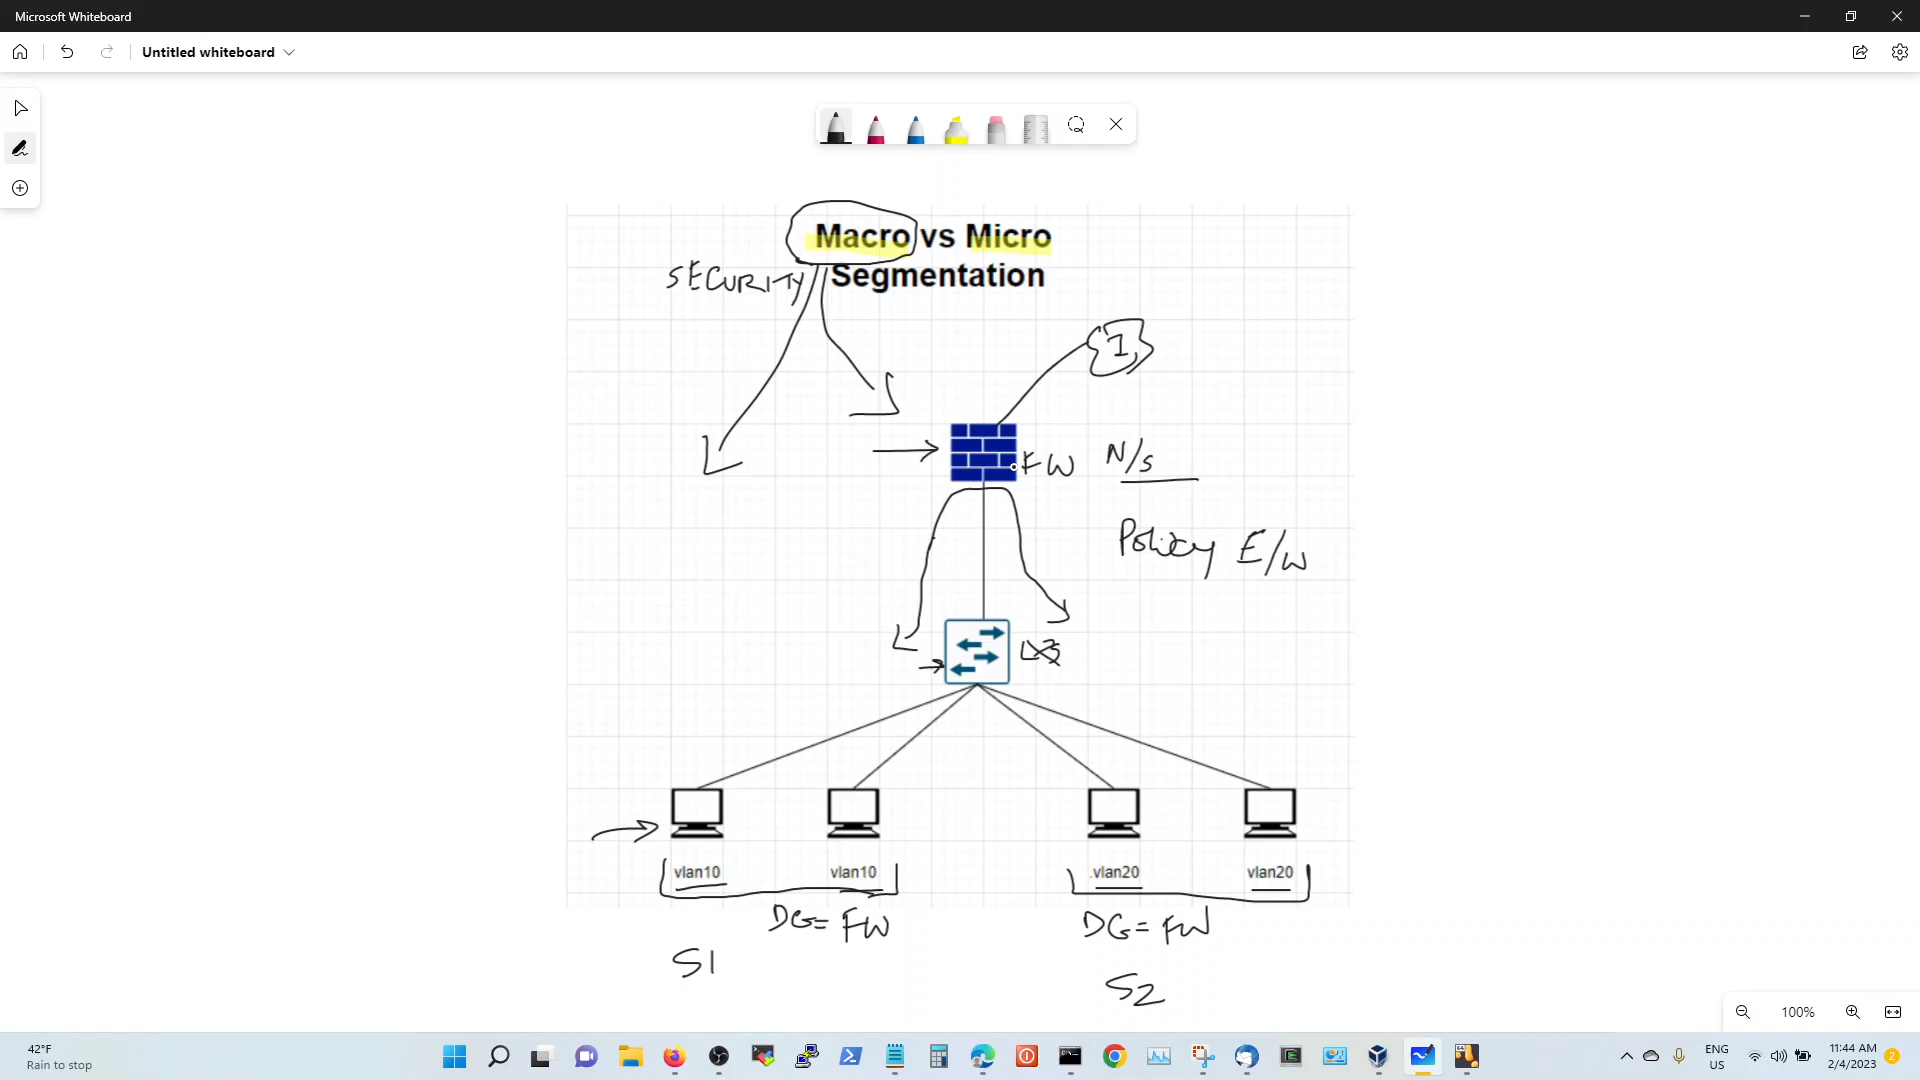 Microsoft Whiteboard
Untitled whiteboard
Macro vs Micro
Segmentation
SECURITY
I
FW
N/S
Policy E/W
L3
vlan10
vlan10
.vlan20
vlan20
DG= FW
DG= FW
S1
S2
100%
42°F
Rain to stop
ENG
US
11:44 AM
2/4/2023
2